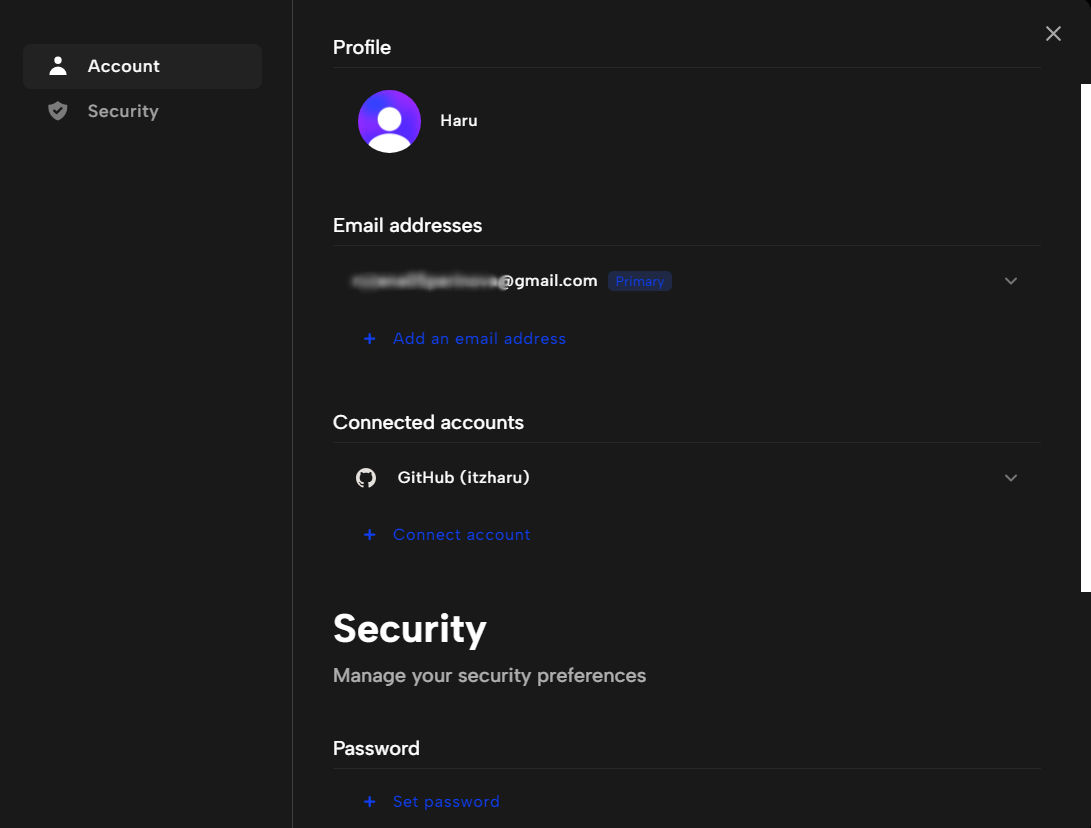 Account
Security
Profile
Haru
Email addresses
@gmail.com Primary
+ Add an email address
Connected accounts
GitHub (itzharu)
+ Connect account
Security
Manage your security preferences
Password
+ Set password